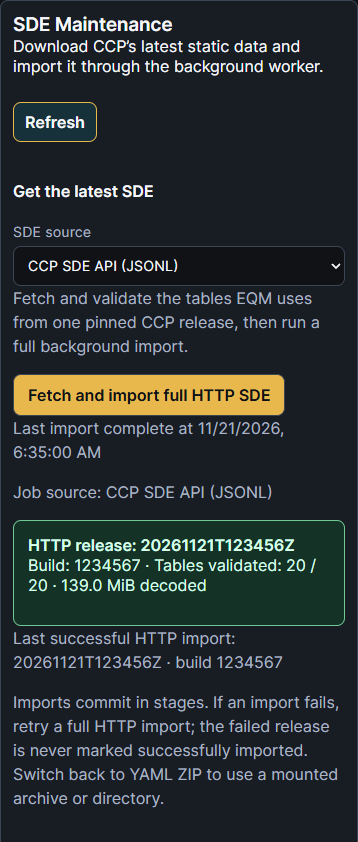 SDE Maintenance
Download CCP's latest static data and
import it through the background worker.
Refresh
Get the latest SDE
SDE source
CCP SDE API (JSONL)
Fetch and validate the tables EQM uses
from one pinned CCP release, then run a
full background import.
Fetch and import full HTTP SDE
Last import complete at 11/21/2026,
6:35:00 AM
Job source: CCP SDE API (JSONL)
HTTP release: 20261121T123456Z
Build: 1234567 · Tables validated: 20 /
20 · 139.0 MiB decoded
Last successful HTTP import:
20261121T123456Z · build 1234567
Imports commit in stages. If an import fails,
retry a full HTTP import; the failed release
is never marked successfully imported.
Switch back to YAML ZIP to use a mounted
archive or directory.